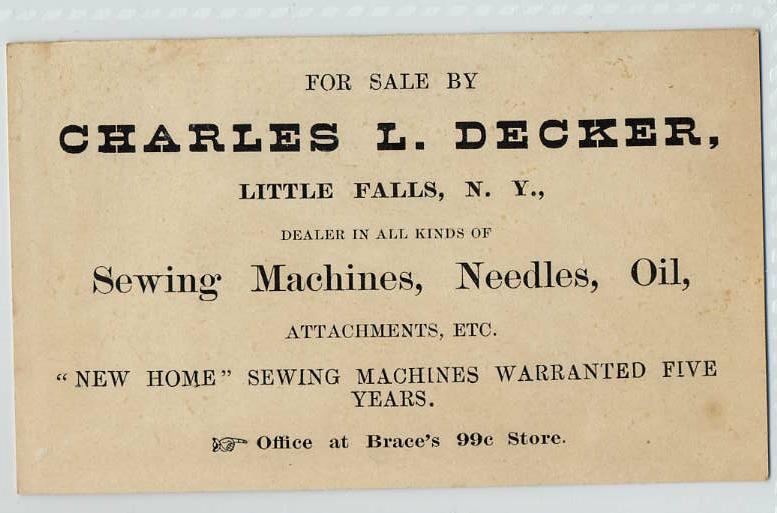 FOR SALE BY
CHARLES L. DECKER,
LITTLE FALLS, N. Y.,
DEALER IN ALL KINDS OF
Sewing Machines, Needles, Oil,
ATTACHMENTS, ETC.
"NEW HOME" SEWING MACHINES WARRANTED FIVE
YEARS.
☞ Office at Brace's 99c Store.